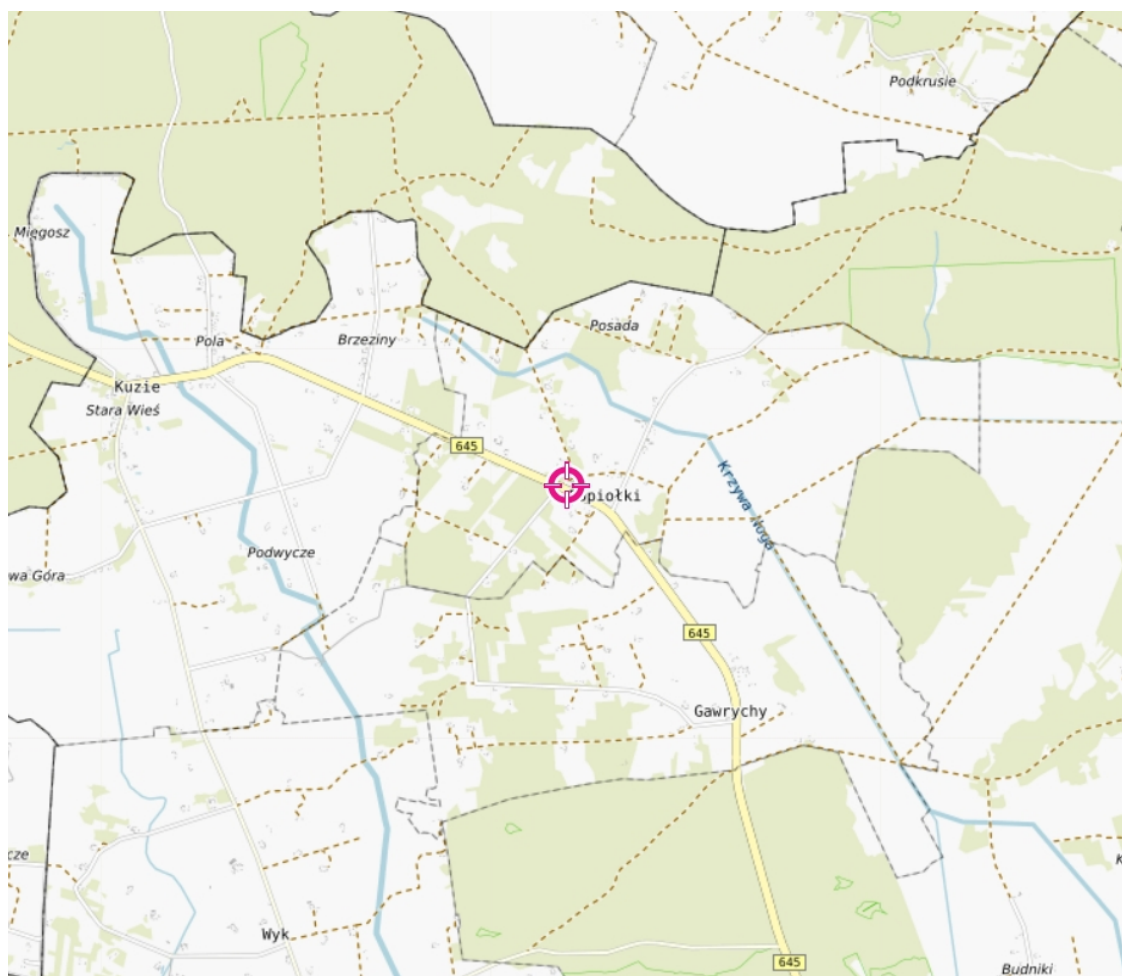 Podkrusie
Mięgosz
Posada
Pola
Brzeziny
Kuzie
Stara Wieś
645
Krzywa Noga
Podwycze
wa Góra
645
Gawrychy
Wyk
645
Budniki